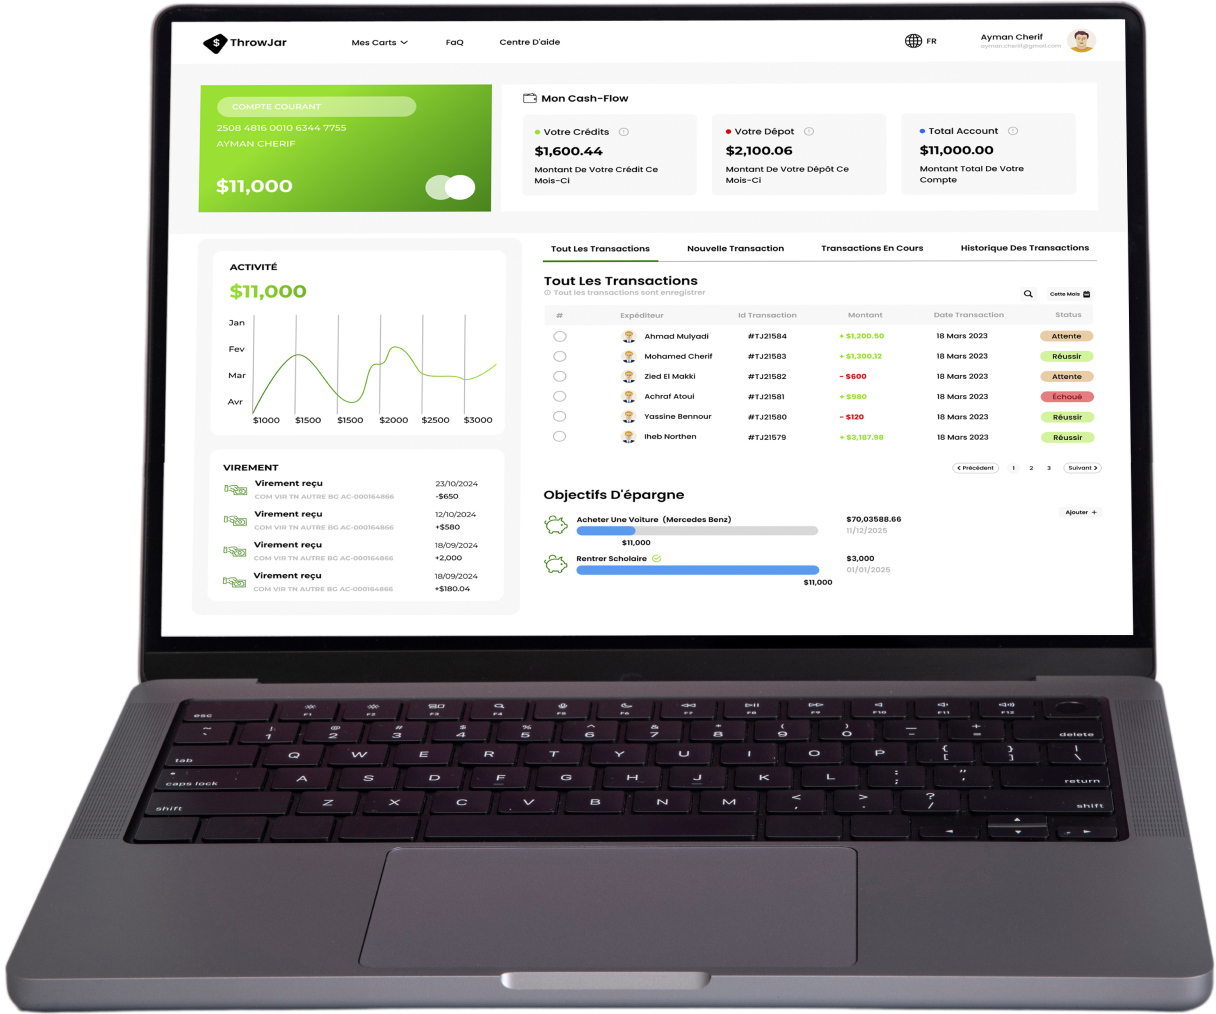 ThrowJar
Mes Carts
FaQ
Centre D'aide
FR
Ayman Cherif
ayman.cherif@gmail.com
COMPTE COURANT
2508 4816 0010 6344 7755
AYMAN CHERIF
$11,000
Mon Cash-Flow
Votre Crédits
$1,600.44
Montant De Votre Crédit Ce
Mois-Ci
Votre Dépot
$2,100.06
Montant De Votre Dépôt Ce
Mois-Ci
Total Account
$11,000.00
Montant Total De Votre
Compte
ACTIVITÉ
$11,000
Jan
Fev
Mar
Avr
$1000 $1500 $1500 $2000 $2500 $3000
VIREMENT
Virement reçu 23/10/2024
COM VIR TN AUTRE BG AC-000164866 -$650
Virement reçu 12/10/2024
COM VIR TN AUTRE BG AC-000164866 +$580
Virement reçu 18/09/2024
COM VIR TN AUTRE BG AC-000164866 +2,000
Virement reçu 18/09/2024
COM VIR TN AUTRE BG AC-000164866 +$180.04
Tout Les Transactions Nouvelle Transaction Transactions En Cours Historique Des Transactions
Tout Les Transactions
Tout les transactions sont enregistrer
Cette Mois
# Expéditeur Id Transaction Montant Date Transaction Status
Ahmad Mulyadi #TJ21584 + $1,200.50 18 Mars 2023 Attente
Mohamed Cherif #TJ21583 + $1,300.12 18 Mars 2023 Réussir
Zied El Makki #TJ21582 - $600 18 Mars 2023 Attente
Achraf Atoui #TJ21581 + $980 18 Mars 2023 Échoué
Yassine Bennour #TJ21580 - $120 18 Mars 2023 Réussir
Iheb Northen #TJ21579 + $3,187.98 18 Mars 2023 Réussir
Précédent 1 2 3 Suivant
Objectifs D'épargne
Ajouter +
Acheter Une Voiture (Mercedes Benz) $70,03588.66
11/12/2025
$11,000
Rentrer Scholaire $3,000
01/01/2025
$11,000
esc F1 F2 F3 F4 F5 F6 F7 F8 F9 F10 F11 F12
~ ` ! 1 @ 2 # 3 $ 4 % 5 ^ 6 & 7 * 8 ( 9 ) 0 _ - + = delete
tab Q W E R T Y U I O P { [ } ] | \
caps lock A S D F G H J K L : ; " ' return
shift Z X C V B N M < , > . ? / shift